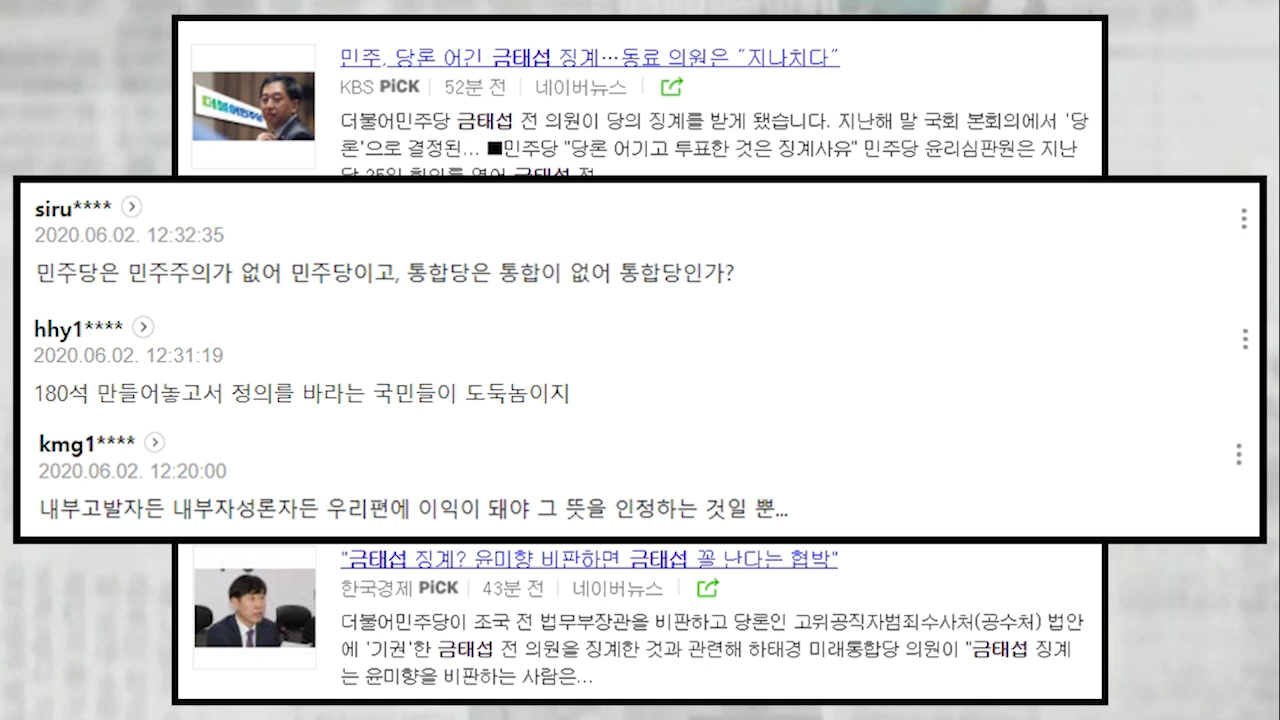 민주, 당론 어긴 금태섭 징계…동료 의원은 “지나치다”
KBS PiCK 52분 전 네이버뉴스
더불어민주당 금태섭 전 의원이 당의 징계를 받게 됐습니다. 지난해 말 국회 본회의에서 '당
론'으로 결정된... ■민주당 "당론 어기고 투표한 것은 징계사유" 민주당 윤리심판원은 지난
siru****
2020.06.02. 12:32:35
민주당은 민주주의가 없어 민주당이고, 통합당은 통합이 없어 통합당인가?
hhy1****
2020.06.02. 12:31:19
180석 만들어놓고서 정의를 바라는 국민들이 도둑놈이지
kmg1****
2020.06.02. 12:20:00
내부고발자든 내부자성론자든 우리편에 이익이 돼야 그 뜻을 인정하는 것일 뿐...
"금태섭 징계? 윤미향 비판하면 금태섭 꼴 난다는 협박"
한국경제 PiCK 43분 전 네이버뉴스
더불어민주당이 조국 전 법무부장관을 비판하고 당론인 고위공직자범죄수사처(공수처) 법안
에 '기권'한 금태섭 전 의원을 징계한 것과 관련해 하태경 미래통합당 의원이 "금태섭 징계
는 윤미향을 비판하는 사람은...